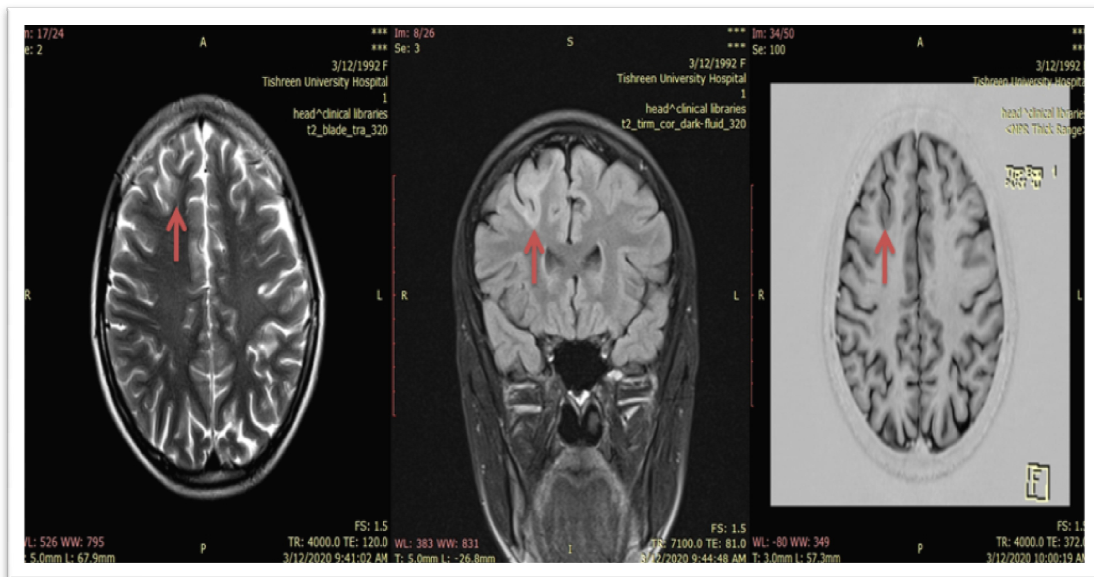 Im: 17/24
Se: 2
A
***
***
3/12/1992 F
Tishreen University Hospital
1
head^clinical libraries
t2_blade_tra_320
R
L
WL: 526 WW: 795
T: 5.0mm L: 67.9mm
P
FS: 1.5
TR: 4000.0 TE: 120.0
3/12/2020 9:41:02 AM
Im: 8/26
Se: 3
S
***
***
3/12/1992 F
Tishreen University Hospital
1
head^clinical libraries
t2_tirm_cor_dark-fluid_320
R
L
WL: 383 WW: 831
T: 5.0mm L: -26.8mm
I
FS: 1.5
TR: 7100.0 TE: 81.0
3/12/2020 9:44:48 AM
Im: 34/50
Se: 100
A
***
***
3/12/1992 F
Tishreen University Hospital
1
head^clinical libraries
<MPR Thick Range>
R
L
F
WL: -80 WW: 349
T: 3.0mm L: 57.3mm
P
FS: 1.5
TR: 4000.0 TE: 372.0
3/12/2020 10:00:19 AM